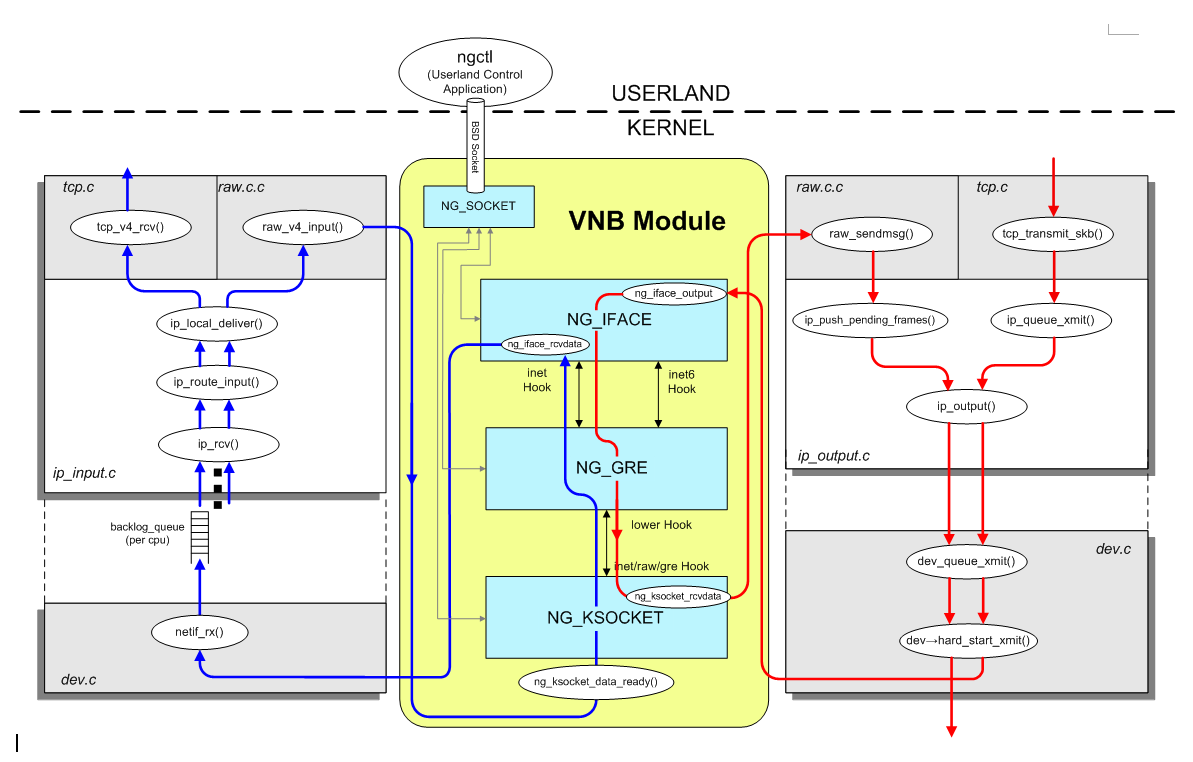 ngctl
(Userland Control
Application)
USERLAND
KERNEL
BSD Socket
tcp.c
raw.c.c
tcp_v4_rcv()
raw_v4_input()
ip_local_deliver()
ip_route_input()
ip_rcv()
ip_input.c
backlog_queue
(per cpu)
netif_rx()
dev.c
NG_SOCKET
VNB Module
ng_iface_output
NG_IFACE
ng_iface_rcvdata
inet
Hook
inet6
Hook
NG_GRE
lower Hook
inet/raw/gre Hook
ng_ksocket_rcvdata
NG_KSOCKET
ng_ksocket_data_ready()
raw.c.c
tcp.c
raw_sendmsg()
tcp_transmit_skb()
ip_push_pending_frames()
ip_queue_xmit()
ip_output()
ip_output.c
dev.c
dev_queue_xmit()
dev→hard_start_xmit()